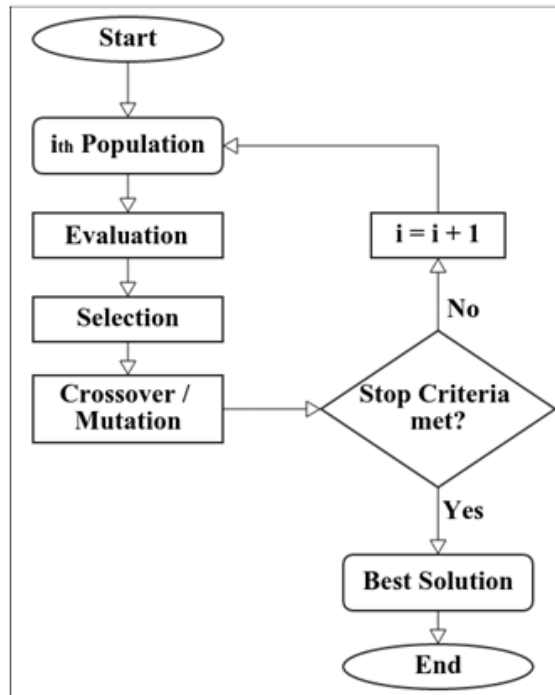 Start
ith Population
Evaluation
Selection
Crossover /
Mutation
Stop Criteria
met?
No
i = i + 1
Yes
Best Solution
End